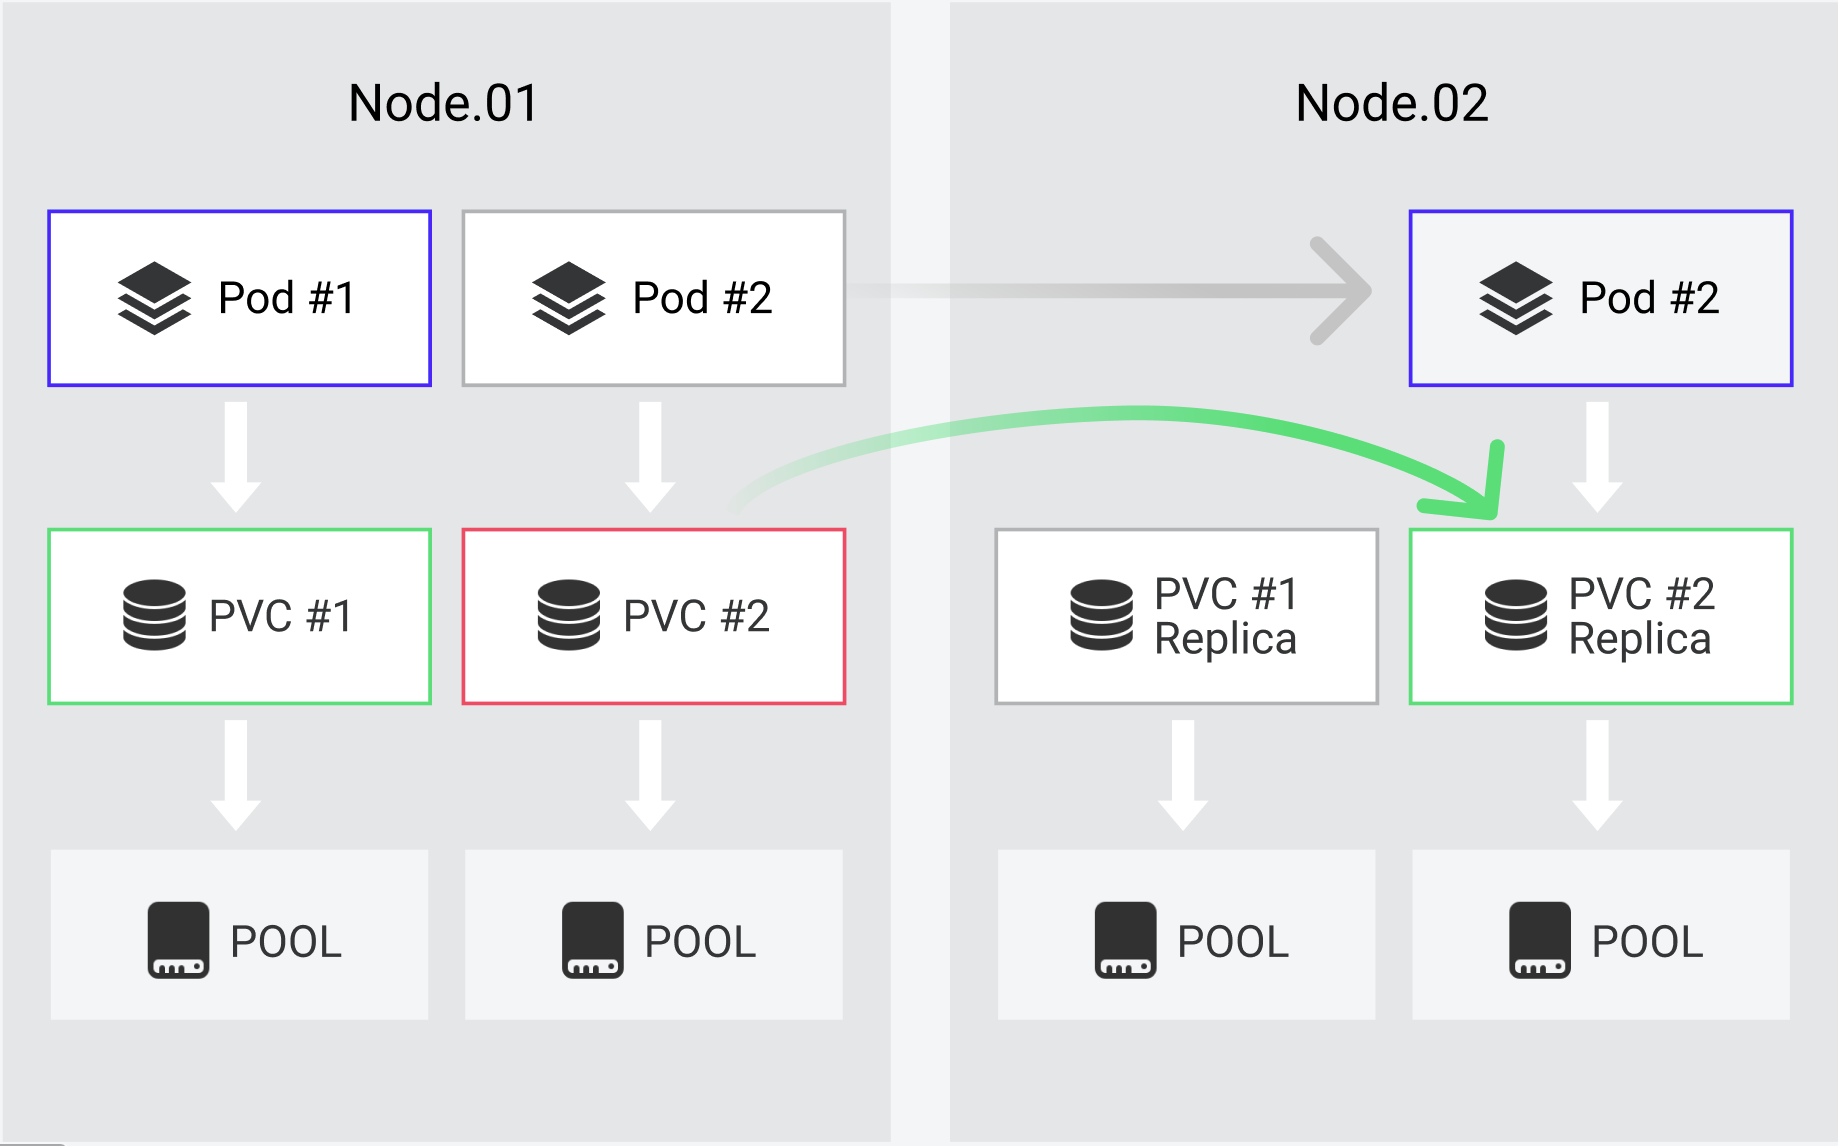 Node.01
Node.02
Pod #1
Pod #2
Pod #2
PVC #1
PVC #2
PVC #1
Replica
PVC #2
Replica
POOL
POOL
POOL
POOL